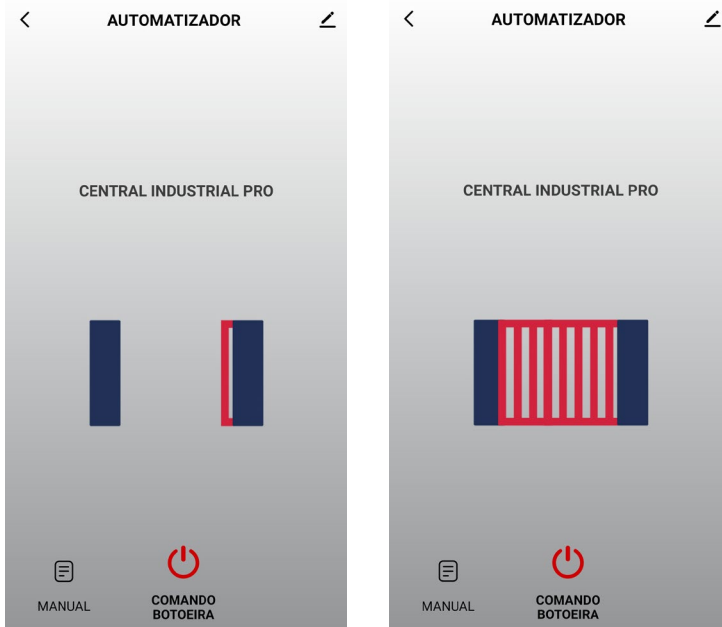 AUTOMATIZADOR
CENTRAL INDUSTRIAL PRO
MANUAL
COMANDO
BOTOEIRA
AUTOMATIZADOR
CENTRAL INDUSTRIAL PRO
MANUAL
COMANDO
BOTOEIRA